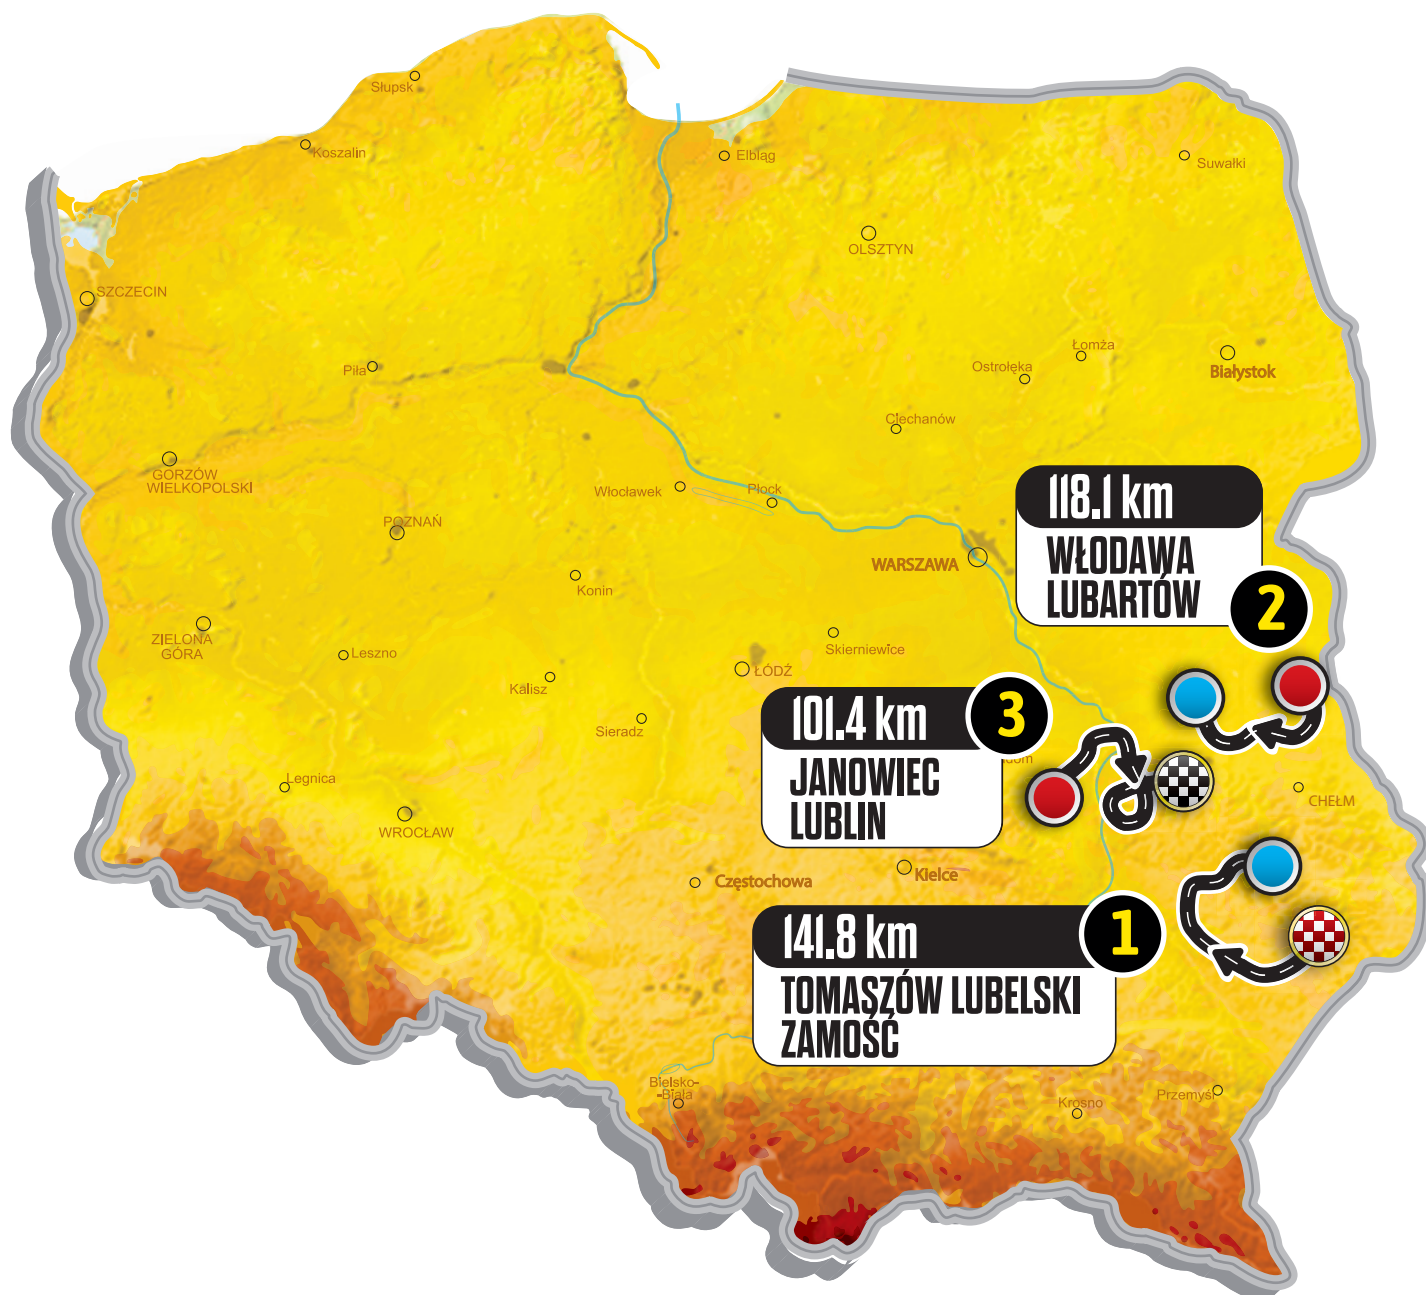 Słupsk
Koszalin
Elbląg
Suwałki
OLSZTYN
SZCZECIN
Łomża
Piła
Ostrołęka
Białystok
Ciechanów
GORZÓW
WIELKOPOLSKI
Włocławek
Płock
118.1 km
WŁODAWA
LUBARTÓW
2
POZNAŃ
WARSZAWA
Konin
ZIELONA
GÓRA
Leszno
Skierniewice
Kalisz
ŁÓDŹ
Sieradz
101.4 km
3
JANOWIEC
LUBLIN
dom
Legnica
CHEŁM
WROCŁAW
Częstochowa
Kielce
141.8 km
1
TOMASZÓW LUBELSKI
ZAMOŚĆ
Bielsko-
-Biala
Krosno
Przemyśl